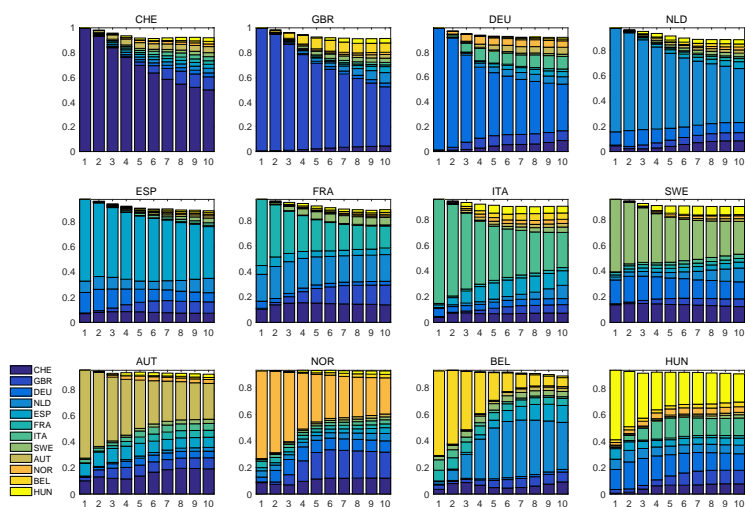 CHE GBR DEU NLD
1 1 1 1
0.8 0.8 0.8 0.8
0.6 0.6 0.6 0.6
0.4 0.4 0.4 0.4
0.2 0.2 0.2 0.2
0 0 0 0
1 2 3 4 5 6 7 8 9 10 1 2 3 4 5 6 7 8 9 10 1 2 3 4 5 6 7 8 9 10 1 2 3 4 5 6 7 8 9 10
ESP FRA ITA SWE
0.8 0.8 0.8 0.8
0.6 0.6 0.6 0.6
0.4 0.4 0.4 0.4
0.2 0.2 0.2 0.2
0 0 0 0
1 2 3 4 5 6 7 8 9 10 1 2 3 4 5 6 7 8 9 10 1 2 3 4 5 6 7 8 9 10 1 2 3 4 5 6 7 8 9 10
CHE
GBR
DEU
NLD
ESP
FRA
ITA
SWE
AUT
NOR
BEL
HUN
AUT NOR BEL HUN
0.8 0.8 0.8 0.8
0.6 0.6 0.6 0.6
0.4 0.4 0.4 0.4
0.2 0.2 0.2 0.2
0 0 0 0
1 2 3 4 5 6 7 8 9 10 1 2 3 4 5 6 7 8 9 10 1 2 3 4 5 6 7 8 9 10 1 2 3 4 5 6 7 8 9 10